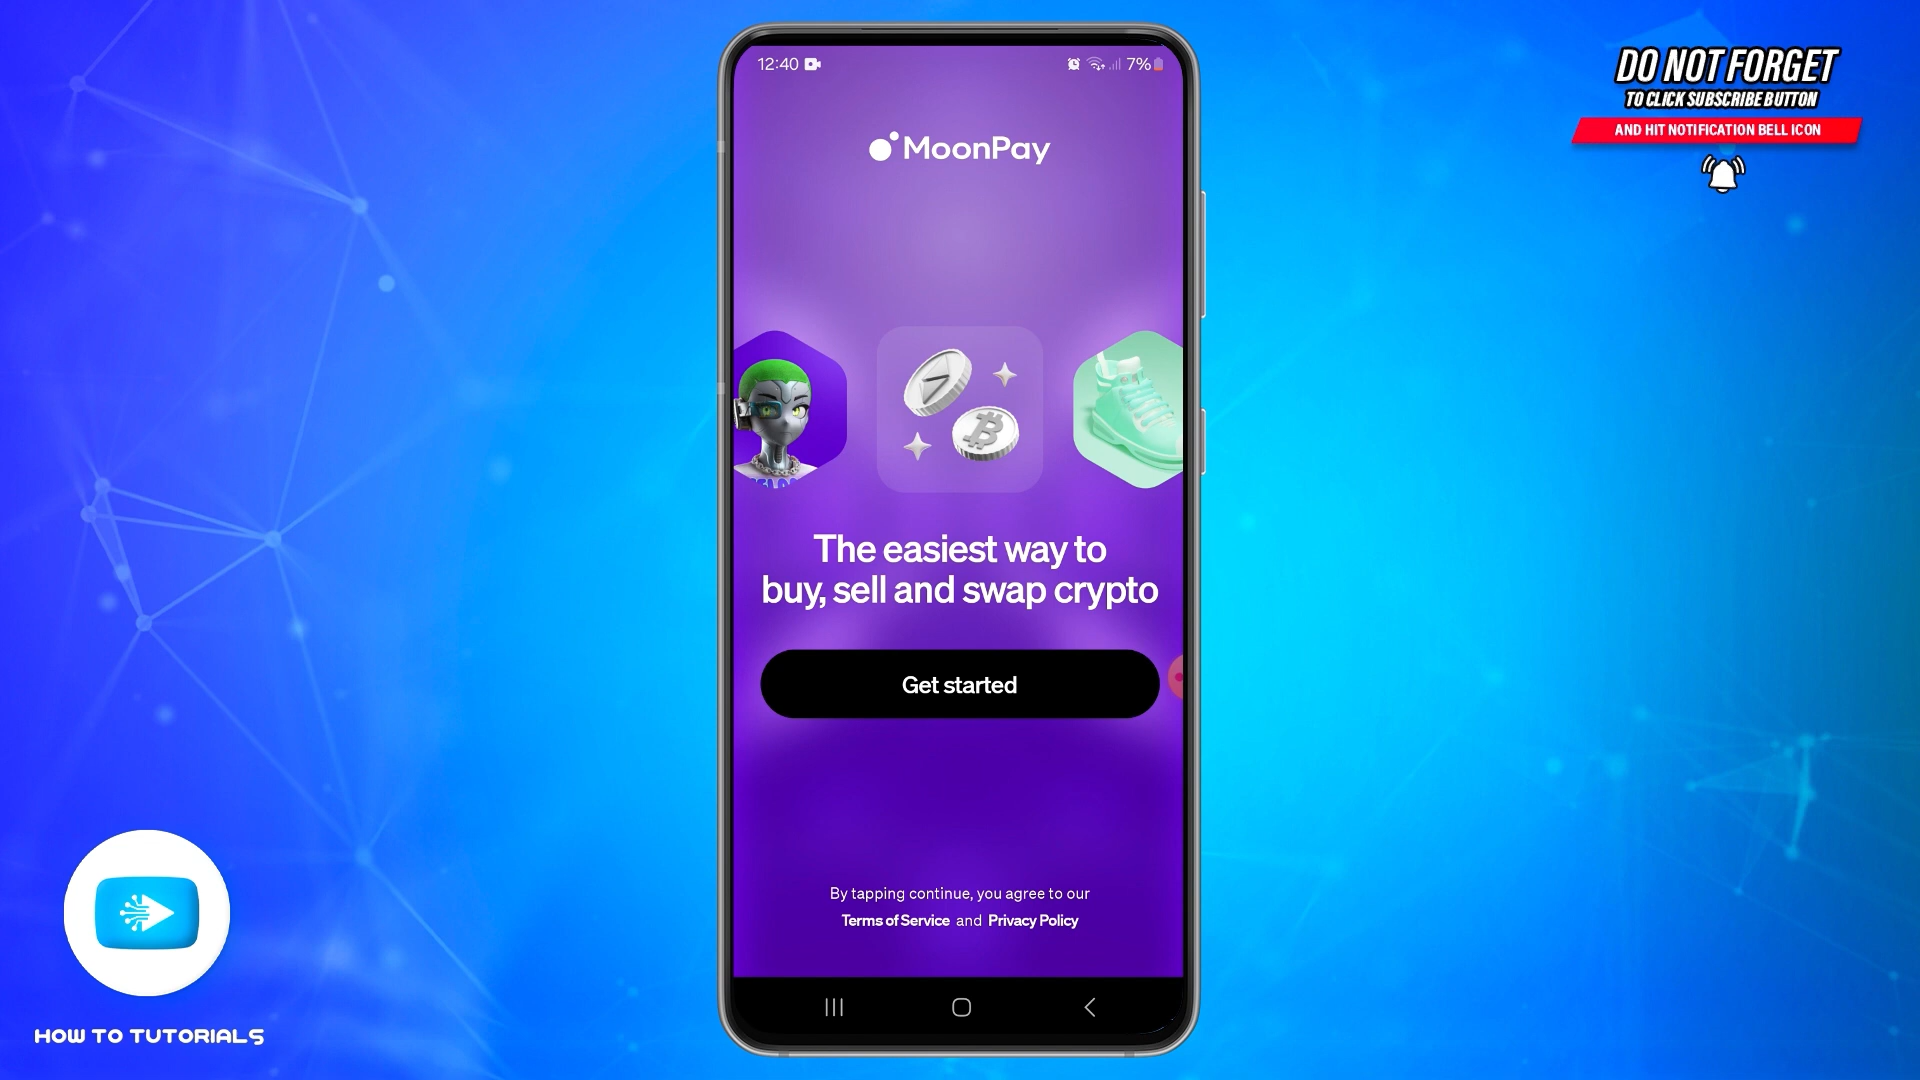 12:40
7%
MoonPay
The easiest way to
buy, sell and swap crypto
Get started
By tapping continue, you agree to our
Terms of Service and Privacy Policy
DO NOT FORGET
TO CLICK SUBSCRIBE BUTTON
AND HIT NOTIFICATION BELL ICON
HOW TO TUTORIALS